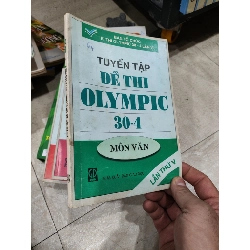 TUYỂN TẬP
ĐỀ THI
OLYMPIC
30-4
MÔN VĂN
LẦN THỨ V